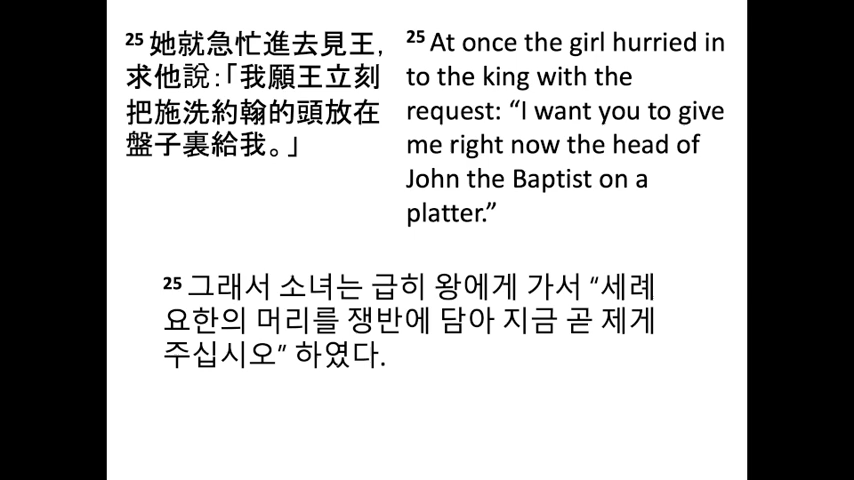 25 她就急忙進去見王,
求他說:「我願王立刻
把施洗約翰的頭放在
盤子裏給我。」
25 At once the girl hurried in
to the king with the
request: “I want you to give
me right now the head of
John the Baptist on a
platter.”
25 그래서 소녀는 급히 왕에게 가서 “세례
요한의 머리를 쟁반에 담아 지금 곧 제게
주십시오” 하였다.